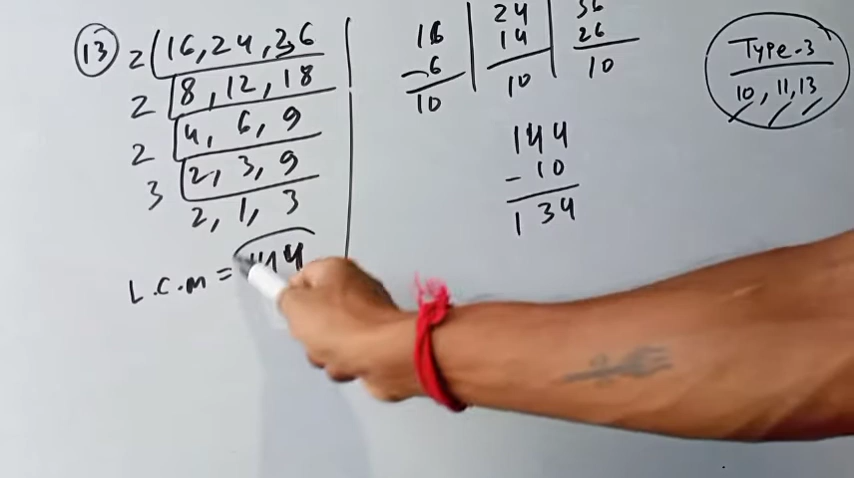 13
2 16, 24, 36
2 8, 12, 18
2 4, 6, 9
3 2, 3, 9
2, 1, 3
L.C.M =
16
-6
10
24
14
10
36
26
10
144
- 10
134
Type-3
10, 11, 13